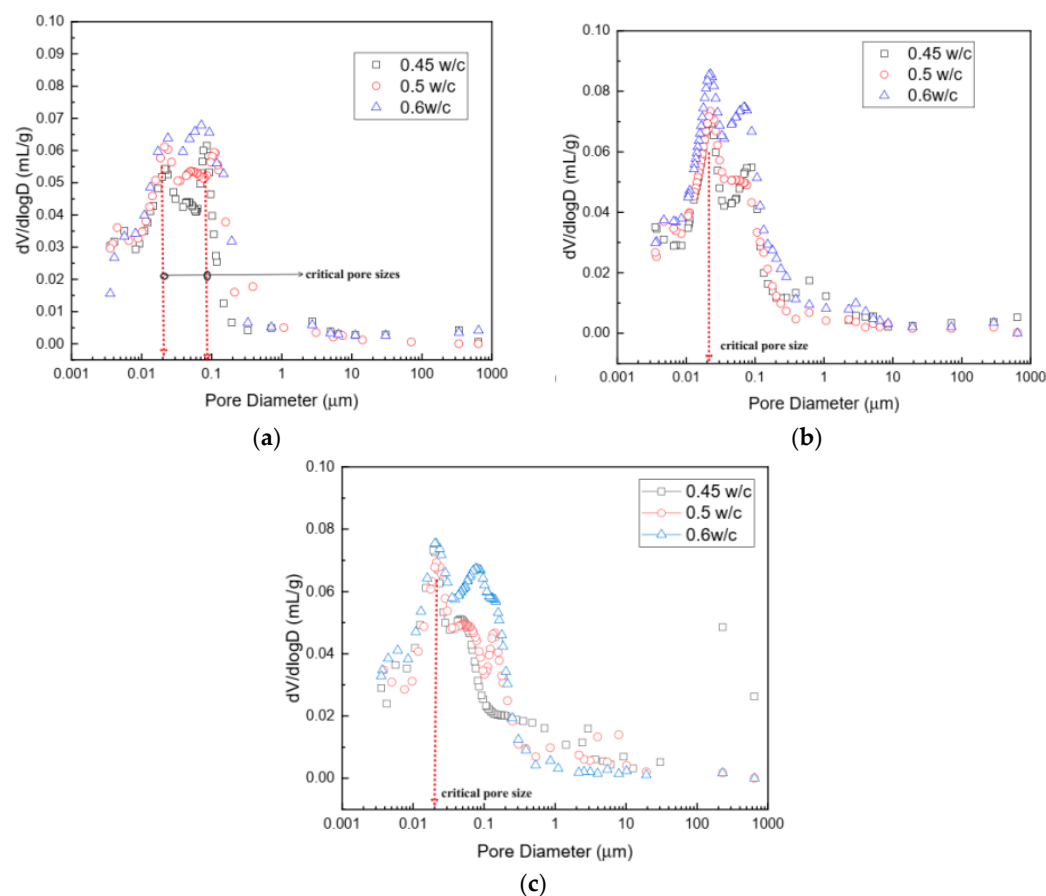 0.10
0.09
0.08
0.07
0.06
0.05
0.04
0.03
0.02
0.01
0.00
dV/dlogD (mL/g)
0.45 w/c
0.5 w/c
0.6w/c
critical pore sizes
0.001 0.01 0.1 1 10 100 1000
Pore Diameter (μm)
(a)
0.10
0.08
0.06
0.04
0.02
0.00
dV/dlogD (mL/g)
0.45 w/c
0.5 w/c
0.6w/c
critical pore size
0.001 0.01 0.1 1 10 100 1000
Pore Diameter (μm)
(b)
0.10
0.08
0.06
0.04
0.02
0.00
dV/dlogD (mL/g)
0.45 w/c
0.5 w/c
0.6w/c
critical pore size
0.001 0.01 0.1 1 10 100 1000
Pore Diameter (μm)
(c)